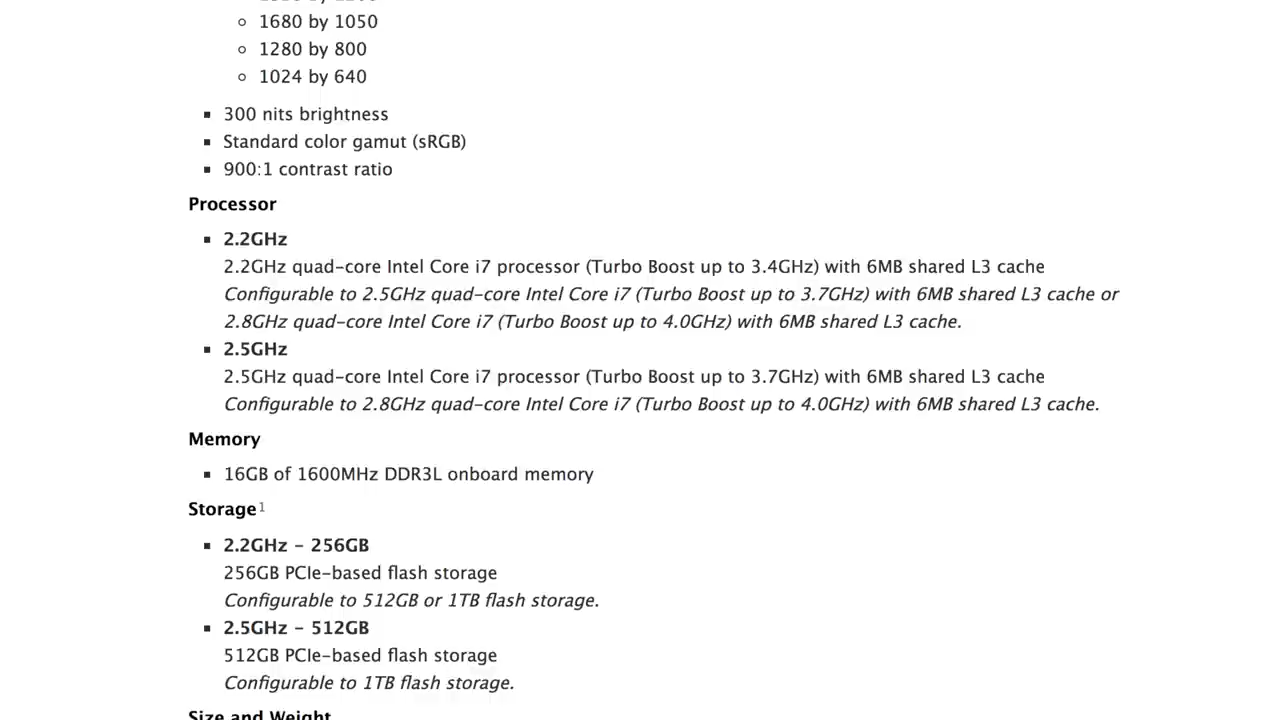 1680 by 1050
1280 by 800
1024 by 640
300 nits brightness
Standard color gamut (sRGB)
900:1 contrast ratio
Processor
2.2GHz
2.2GHz quad-core Intel Core i7 processor (Turbo Boost up to 3.4GHz) with 6MB shared L3 cache
Configurable to 2.5GHz quad-core Intel Core i7 (Turbo Boost up to 3.7GHz) with 6MB shared L3 cache or
2.8GHz quad-core Intel Core i7 (Turbo Boost up to 4.0GHz) with 6MB shared L3 cache.
2.5GHz
2.5GHz quad-core Intel Core i7 processor (Turbo Boost up to 3.7GHz) with 6MB shared L3 cache
Configurable to 2.8GHz quad-core Intel Core i7 (Turbo Boost up to 4.0GHz) with 6MB shared L3 cache.
Memory
16GB of 1600MHz DDR3L onboard memory
Storage1
2.2GHz – 256GB
256GB PCIe-based flash storage
Configurable to 512GB or 1TB flash storage.
2.5GHz – 512GB
512GB PCIe-based flash storage
Configurable to 1TB flash storage.
Size and Weight